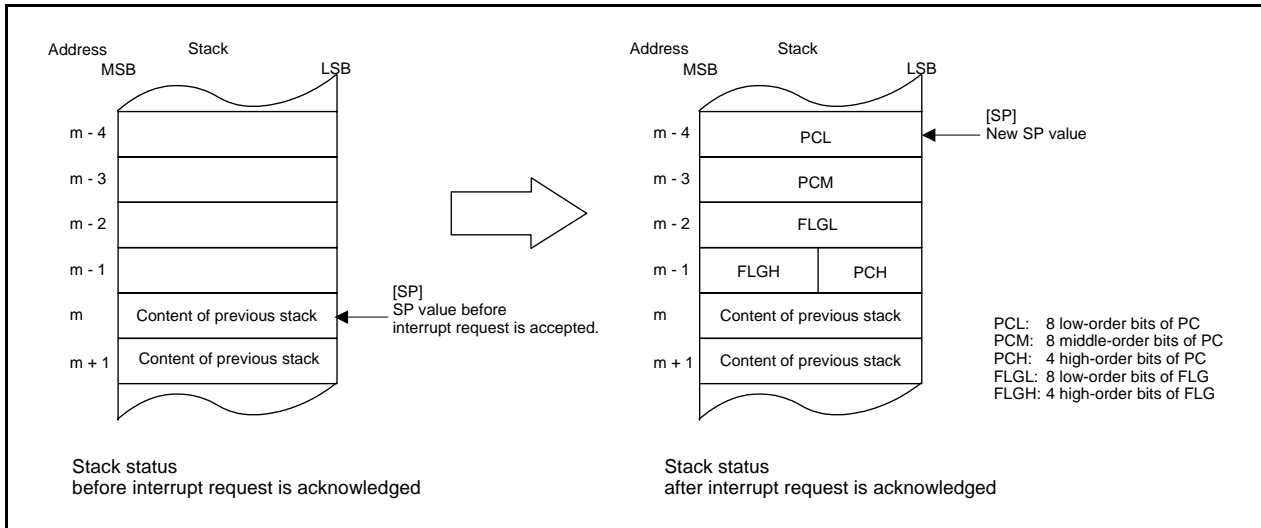 Address Stack
MSB LSB
m - 4
m - 3
m - 2
m - 1
m Content of previous stack
m + 1 Content of previous stack
[SP]
SP value before
interrupt request is accepted.
Stack status
before interrupt request is acknowledged
Address Stack
MSB LSB
m - 4 PCL
m - 3 PCM
m - 2 FLGL
m - 1 FLGH PCH
m Content of previous stack
m + 1 Content of previous stack
[SP]
New SP value
PCL: 8 low-order bits of PC
PCM: 8 middle-order bits of PC
PCH: 4 high-order bits of PC
FLGL: 8 low-order bits of FLG
FLGH: 4 high-order bits of FLG
Stack status
after interrupt request is acknowledged